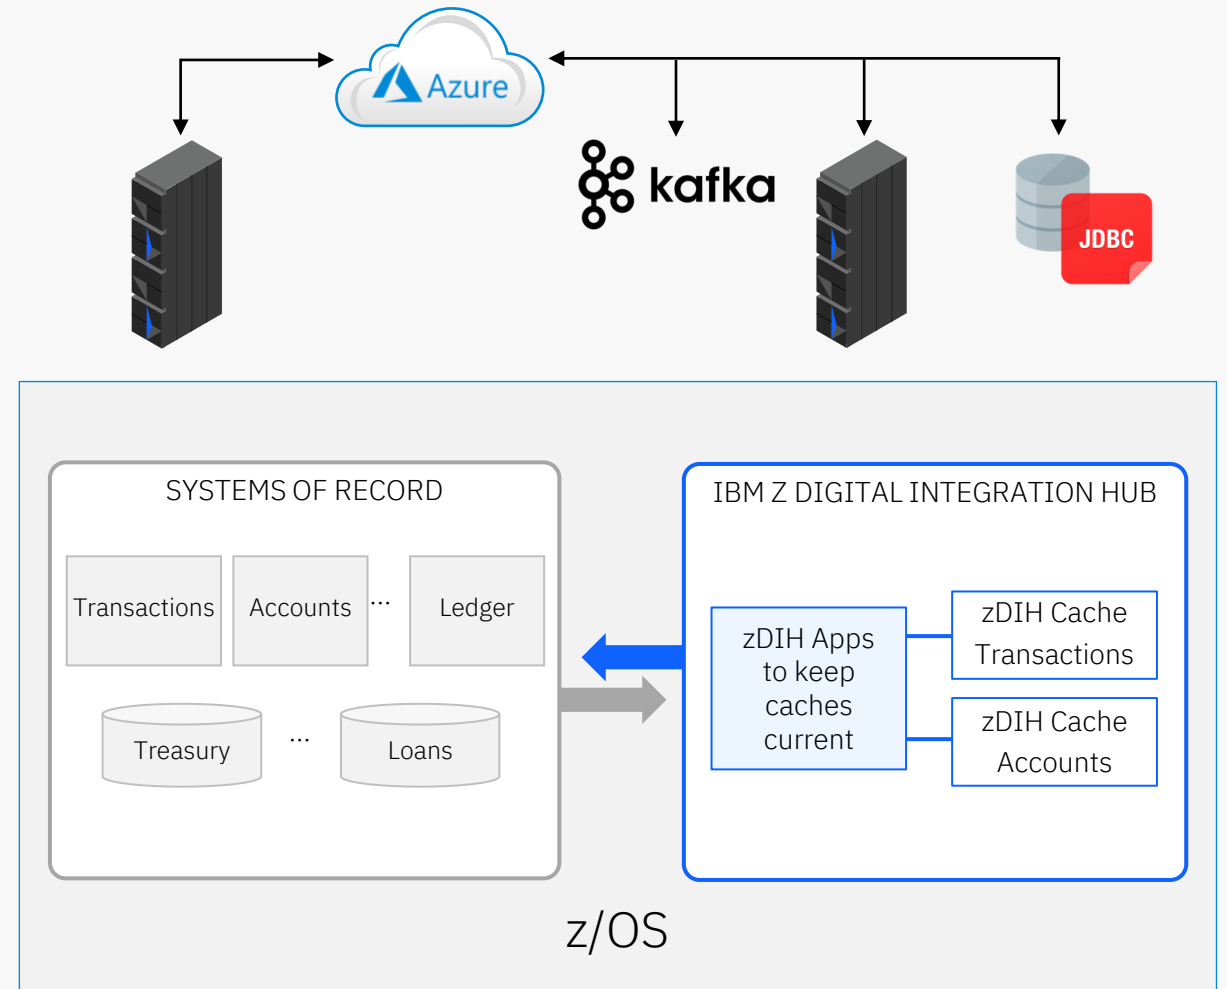 Azure
kafka
JDBC
SYSTEMS OF RECORD
Transactions
Accounts
...
Ledger
Treasury
...
Loans
IBM Z DIGITAL INTEGRATION HUB
zDIH Apps
to keep
caches
current
zDIH Cache
Transactions
zDIH Cache
Accounts
z/OS